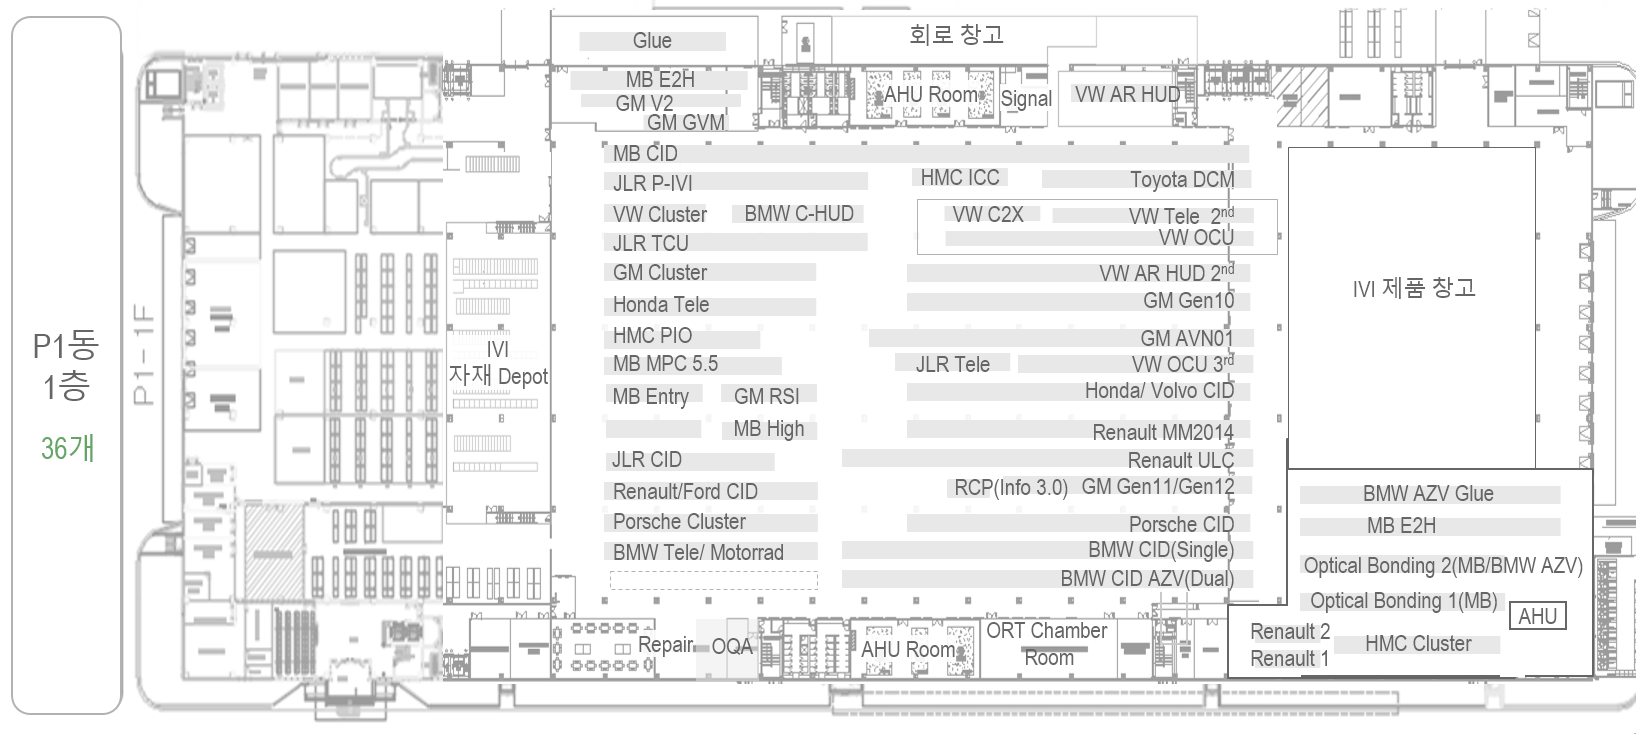 P1동
1층
36개
P1-1F
Glue
회로 창고
MB E2H
GM V2
GM GVM
AHU Room
Signal
VW AR HUD
MB CID
JLR P-IVI
HMC ICC
Toyota DCM
VW Cluster
BMW C-HUD
VW C2X
VW Tele 2nd
JLR TCU
VW OCU
GM Cluster
VW AR HUD 2nd
Honda Tele
GM Gen10
HMC PIO
GM AVN01
IVI
자재 Depot
MB MPC 5.5
JLR Tele
VW OCU 3rd
MB Entry
GM RSI
Honda/ Volvo CID
MB High
Renault MM2014
JLR CID
Renault ULC
Renault/Ford CID
RCP(Info 3.0)
GM Gen11/Gen12
Porsche Cluster
Porsche CID
BMW Tele/ Motorrad
BMW CID(Single)
BMW CID AZV(Dual)
IVI 제품 창고
BMW AZV Glue
MB E2H
Optical Bonding 2(MB/BMW AZV)
Optical Bonding 1(MB)
AHU
Renault 2
Renault 1
HMC Cluster
Repair
OQA
AHU Room
ORT Chamber
Room